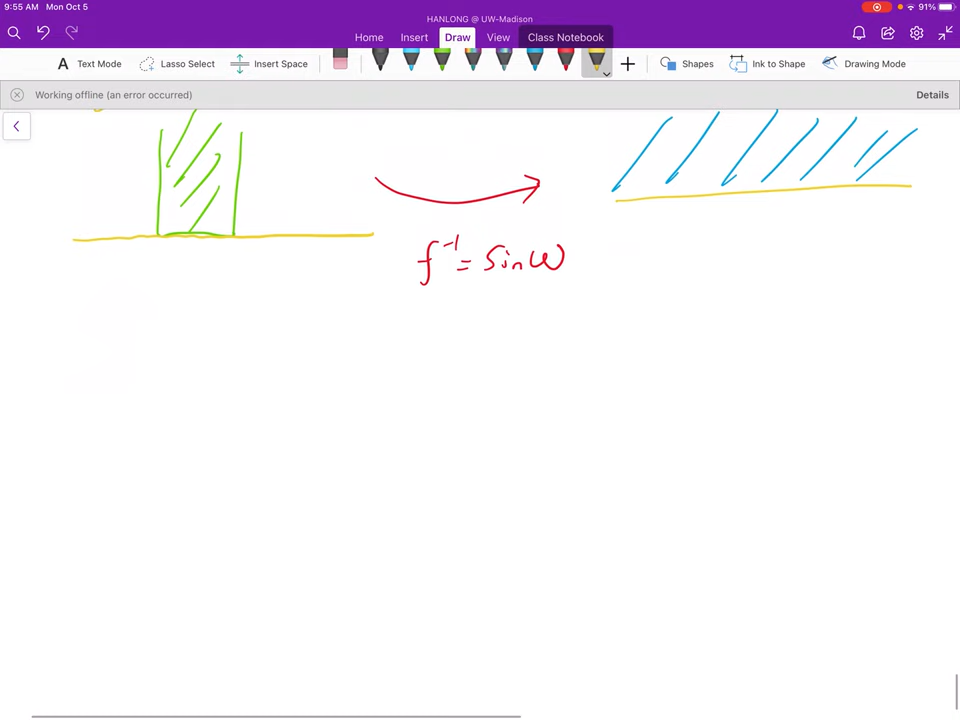 9:55 AM Mon Oct 5
91%
HANLONG @ UW-Madison
Home Insert Draw View Class Notebook
A Text Mode Lasso Select Insert Space Shapes Ink to Shape Drawing Mode
Working offline (an error occurred) Details
f⁻¹ = sin ω